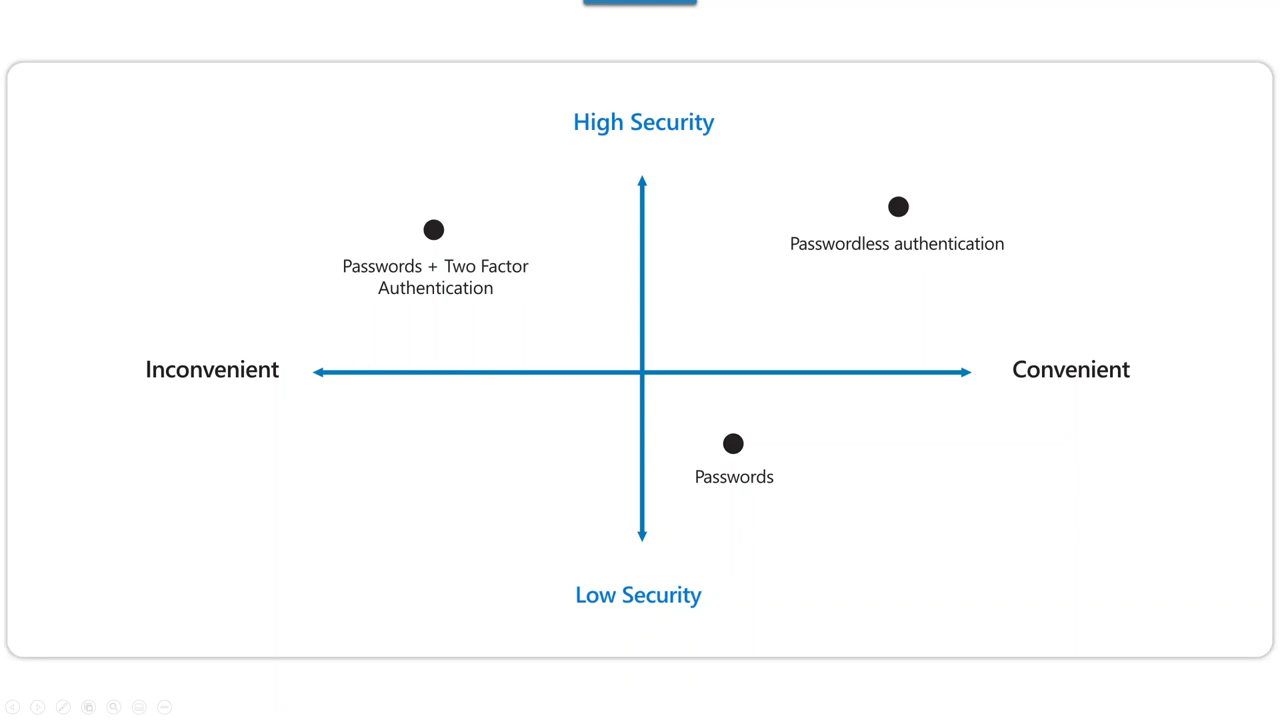 High Security
Passwordless authentication
Passwords + Two Factor
Authentication
Inconvenient
Convenient
Passwords
Low Security